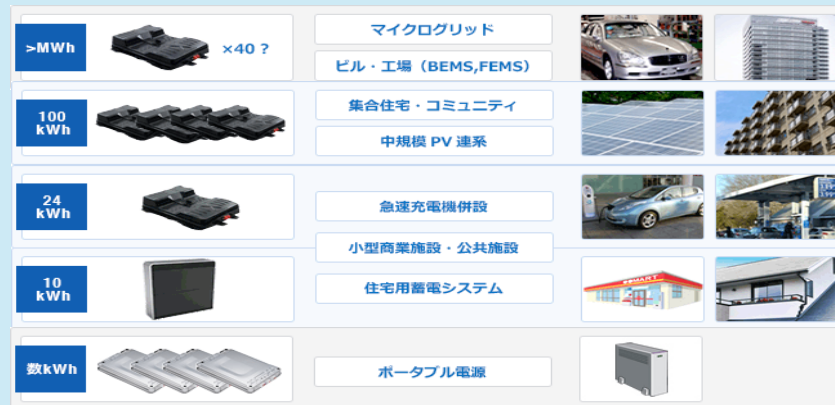 >MWh
×40 ?
マイクログリッド
ビル・工場（BEMS,FEMS）
100
kWh
集合住宅・コミュニティ
中規模 PV 連系
24
kWh
急速充電機併設
小型商業施設・公共施設
10
kWh
住宅用蓄電システム
数kWh
ポータブル電源